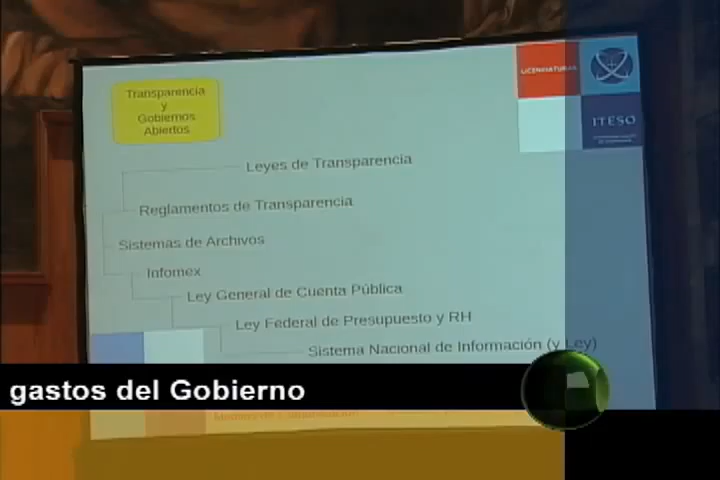 Transparencia
y
Gobiernos
Abiertos
LICENCIATURAS
ITESO
Leyes de Transparencia
Reglamentos de Transparencia
Sistemas de Archivos
Infomex
Ley General de Cuenta Pública
Ley Federal de Presupuesto y RH
Sistema Nacional de Información (y Ley)
gastos del Gobierno